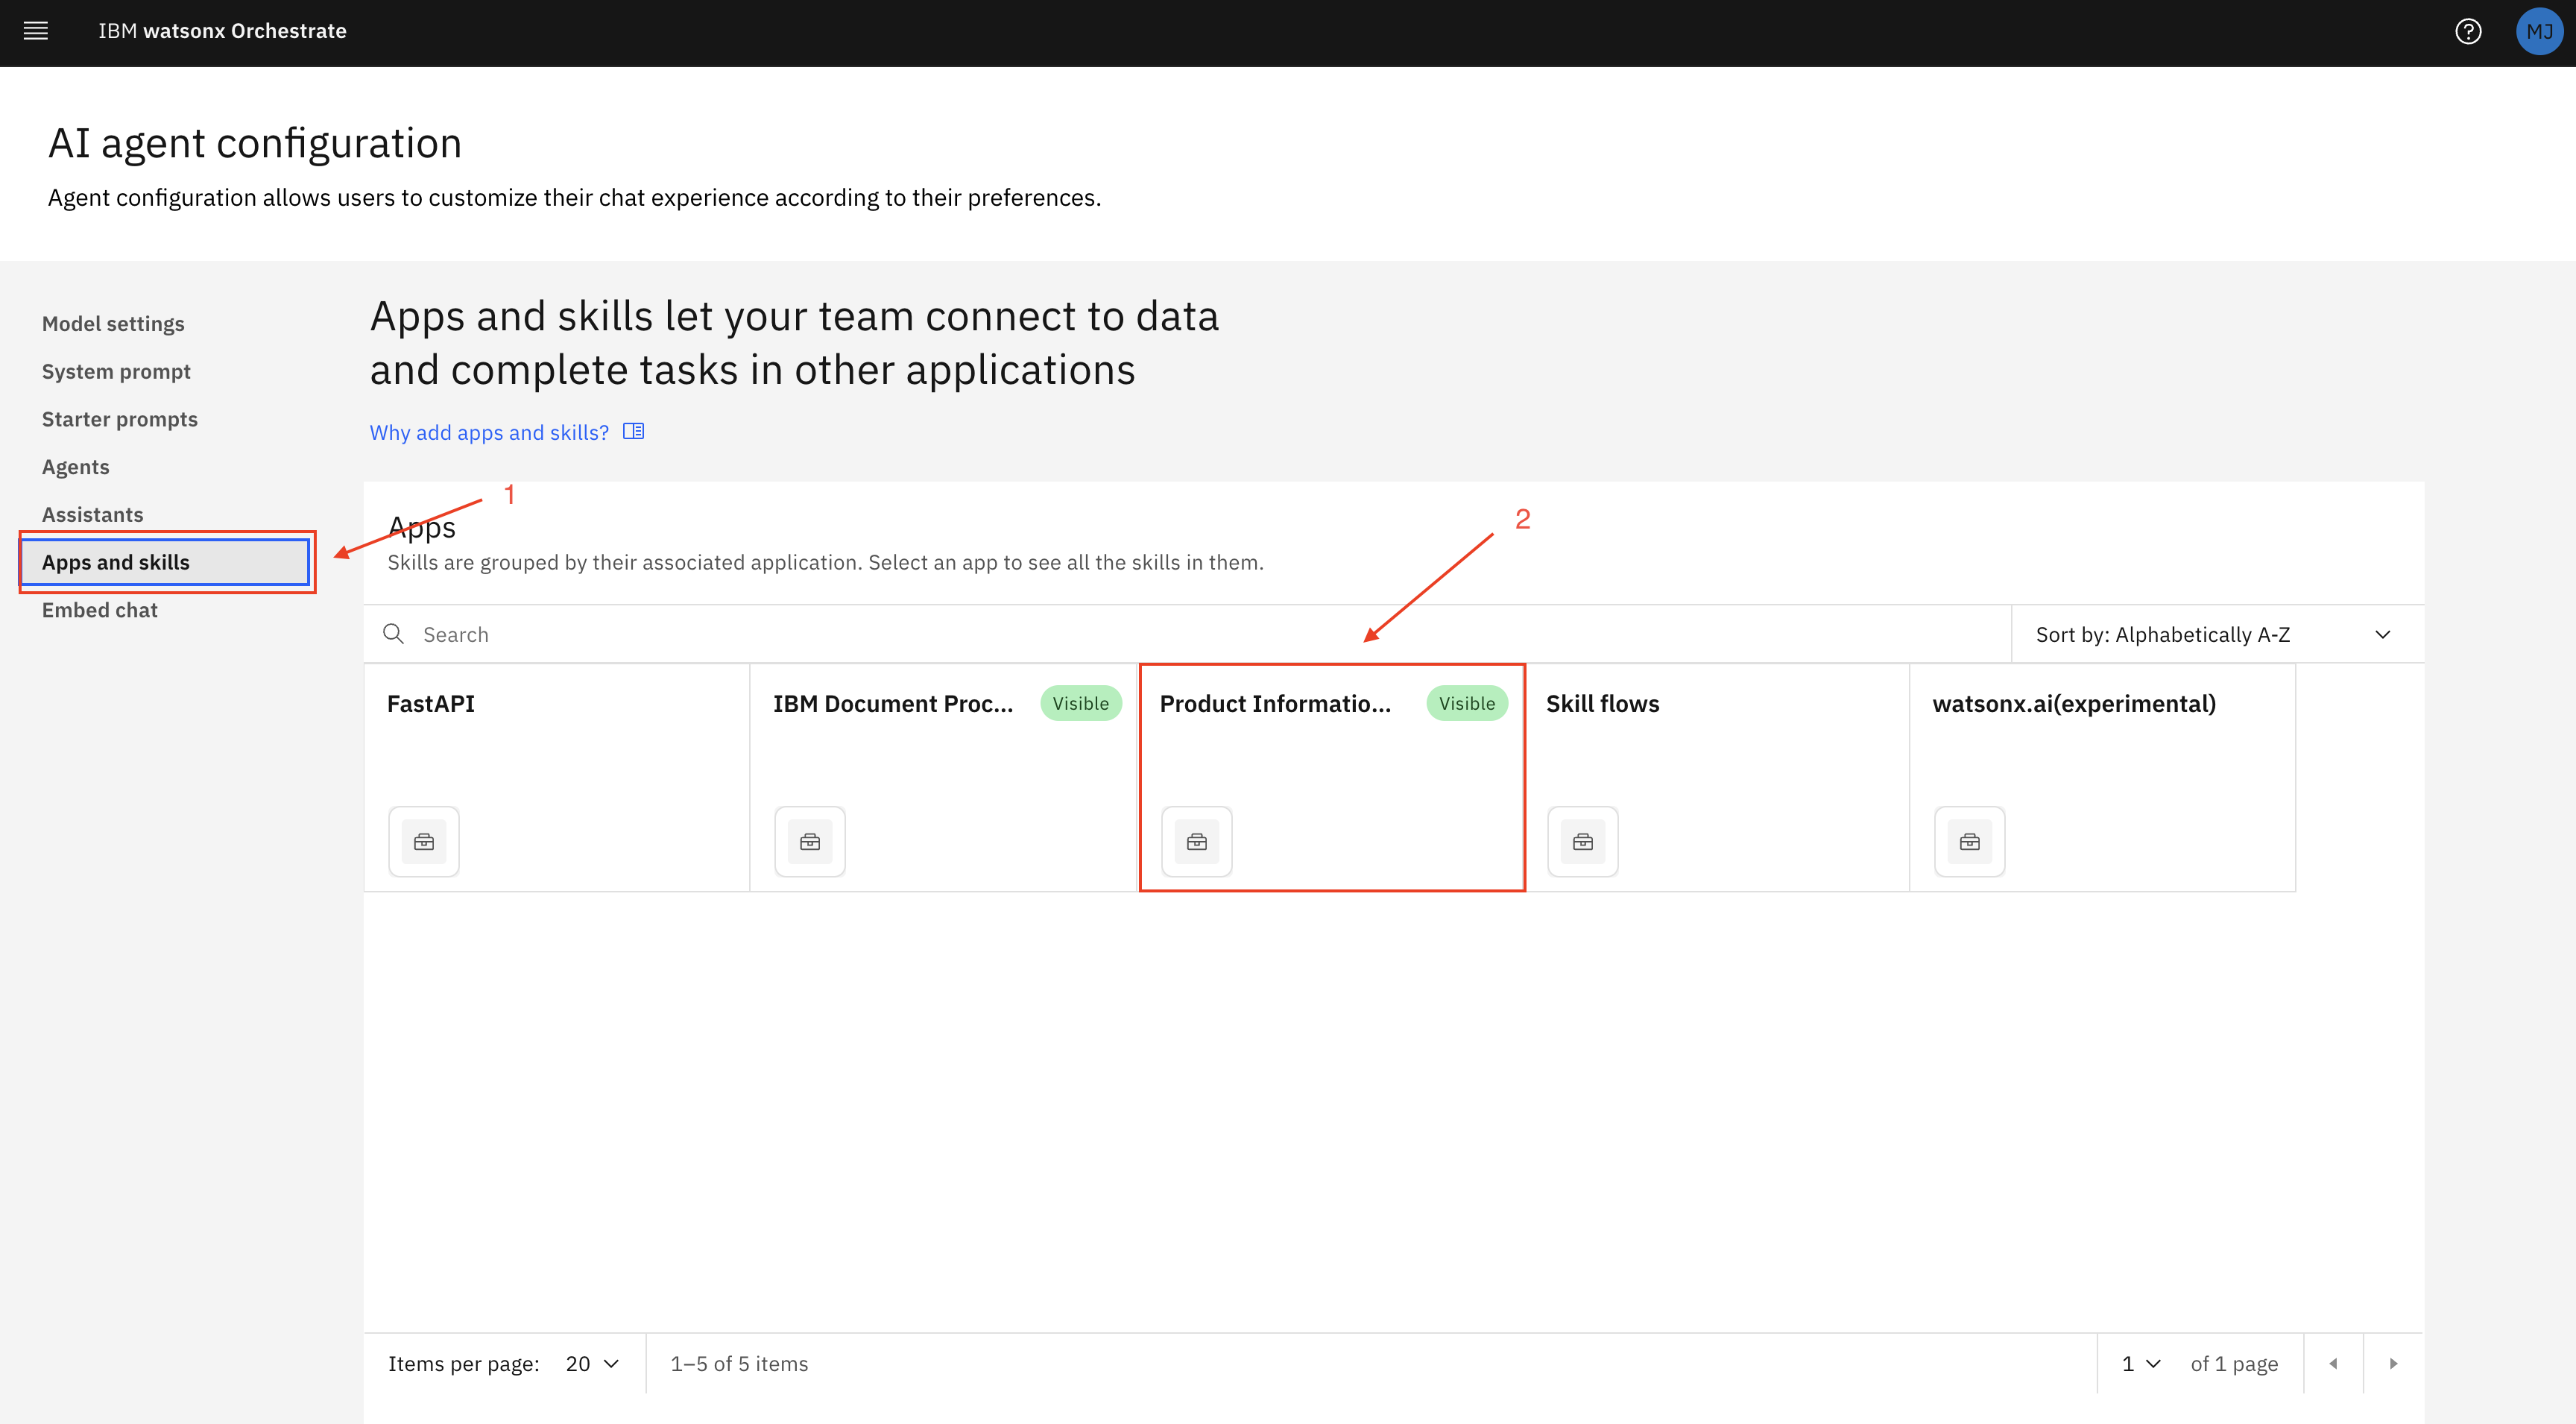 IBM watsonx Orchestrate
MJ
AI agent configuration
Agent configuration allows users to customize their chat experience according to their preferences.
Model settings
System prompt
Starter prompts
Agents
Assistants
Apps and skills
Embed chat
Apps and skills let your team connect to data
and complete tasks in other applications
Why add apps and skills?
1
2
Apps
Skills are grouped by their associated application. Select an app to see all the skills in them.
Search
Sort by: Alphabetically A-Z
FastAPI
IBM Document Proc... Visible
Product Informatio... Visible
Skill flows
watsonx.ai(experimental)
Items per page: 20
1–5 of 5 items
1 of 1 page